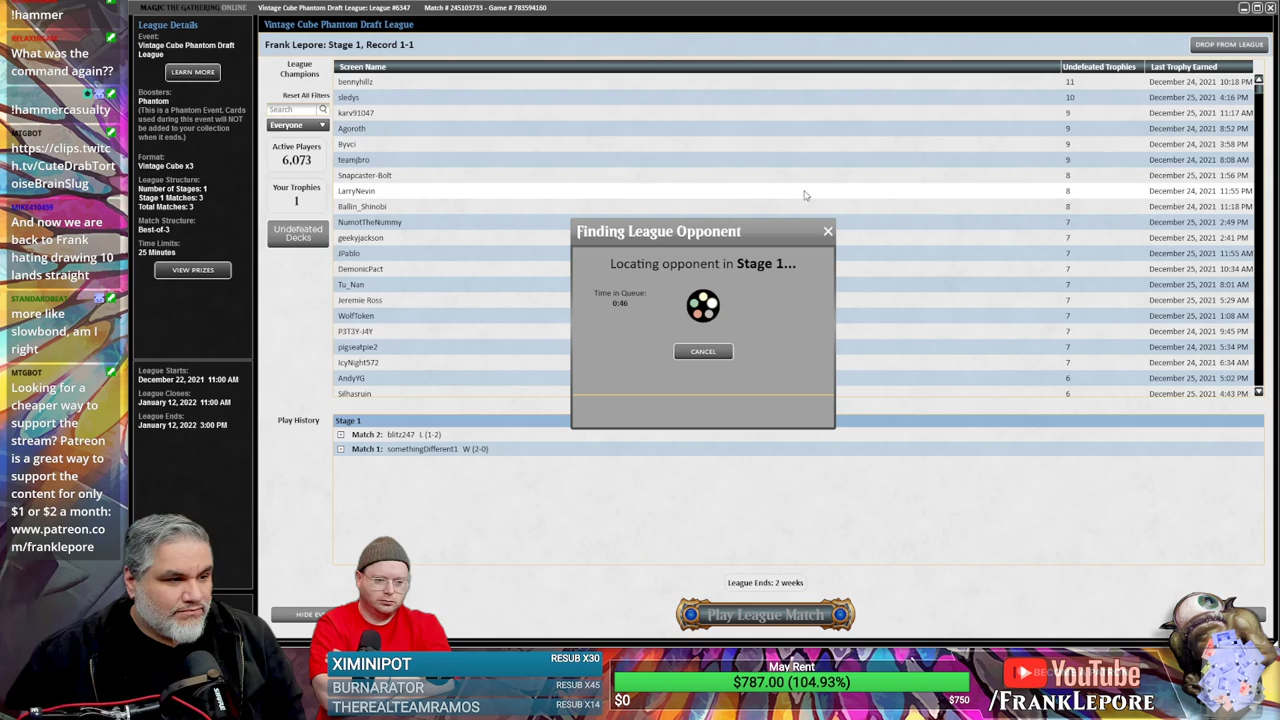 !hammer
What was the
command again??
!hammercasualty
MTGBOT
https://clips.twitc
h.tv/CuteDrabTort
oiseBrainSlug
MIKE410459
And now we are
back to Frank
hating drawing 10
lands straight
STANDARDBEAT
more like
slowbond, am I
right
MTGBOT
Looking for a
cheaper way to
support the
stream? Patreon
is a great way to
support the
content for only
$1 or $2 a month:
www.patreon.co
m/franklepore
MAGIC THE GATHERING ONLINE
Vintage Cube Phantom Draft League: League #6347 Match # 245103733 - Game # 783594160
League Details
Event:
Vintage Cube Phantom Draft
League
LEARN MORE
Boosters:
Phantom
(This is a Phantom Event. Cards
used during this event will NOT
be added to your collection
when it ends.)
Format:
Vintage Cube x3
League Structure:
Number of Stages: 1
Stage 1 Matches: 3
Total Matches: 3
Match Structure:
Best-of-3
Time Limits:
25 Minutes
VIEW PRIZES
League Starts:
December 22, 2021 11:00 AM
League Closes:
January 12, 2022 11:00 AM
League Ends:
January 12, 2022 3:00 PM
Vintage Cube Phantom Draft League
Frank Lepore: Stage 1, Record 1-1
DROP FROM LEAGUE
League
Champions
Reset All Filters
Search
Everyone
Active Players
6,073
Your Trophies
1
Undefeated
Decks
Screen Name Undefeated Trophies Last Trophy Earned
bennyhillz 11 December 24, 2021 10:18 PM
sledys 10 December 25, 2021 4:16 PM
karv91047 9 December 25, 2021 11:17 AM
Agoroth 9 December 24, 2021 8:52 PM
Byvci 9 December 24, 2021 3:58 PM
teamjbro 9 December 24, 2021 8:08 AM
Snapcaster-Bolt 8 December 25, 2021 1:56 PM
LarryNevin 8 December 24, 2021 11:55 PM
Ballin_Shinobi 8 December 24, 2021 11:18 PM
NumotTheNummy 7 December 25, 2021 2:49 PM
geekyjackson 7 December 25, 2021 2:41 PM
JPablo 7 December 25, 2021 11:55 AM
DemonicPact 7 December 25, 2021 10:34 AM
Tu_Nan 7 December 25, 2021 8:01 AM
Jeremie Ross 7 December 25, 2021 5:29 AM
WolfToken 7 December 25, 2021 1:08 AM
P3T3Y-J4Y 7 December 24, 2021 9:45 PM
pigseatpie2 7 December 24, 2021 5:34 PM
IcyNight572 7 December 24, 2021 6:34 AM
AndyYG 6 December 25, 2021 5:02 PM
Silhasruin 6 December 25, 2021 4:43 PM
Finding League Opponent
Locating opponent in Stage 1...
Time in Queue:
0:46
CANCEL
Play History
Stage 1
Match 2: blitz247 L (1-2)
Match 1: somethingDifferent1 W (2-0)
League Ends: 2 weeks
Play League Match
XIMINIPOT RESUB X30
BURNARATOR RESUB X45
THEREALTEAMRAMOS RESUB X14
May Rent
$787.00 (104.93%)
$0 $750
YouTube
/FRANKLEPORE